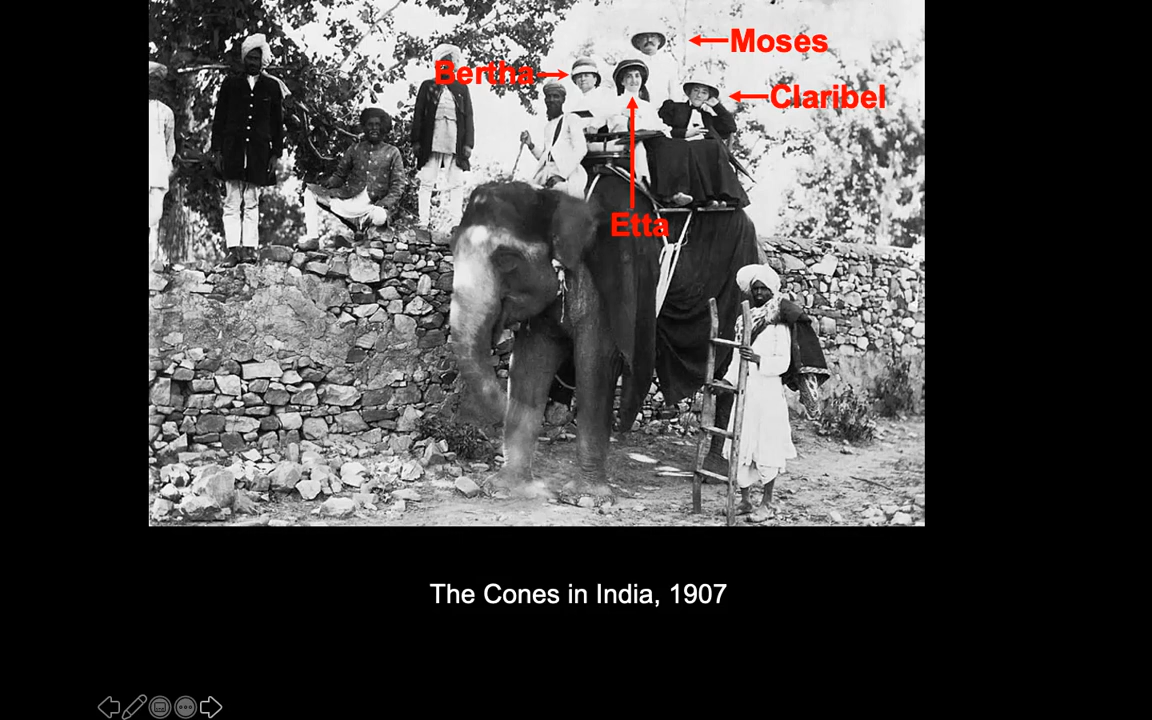 Moses
Bertha
Claribel
Etta
The Cones in India, 1907